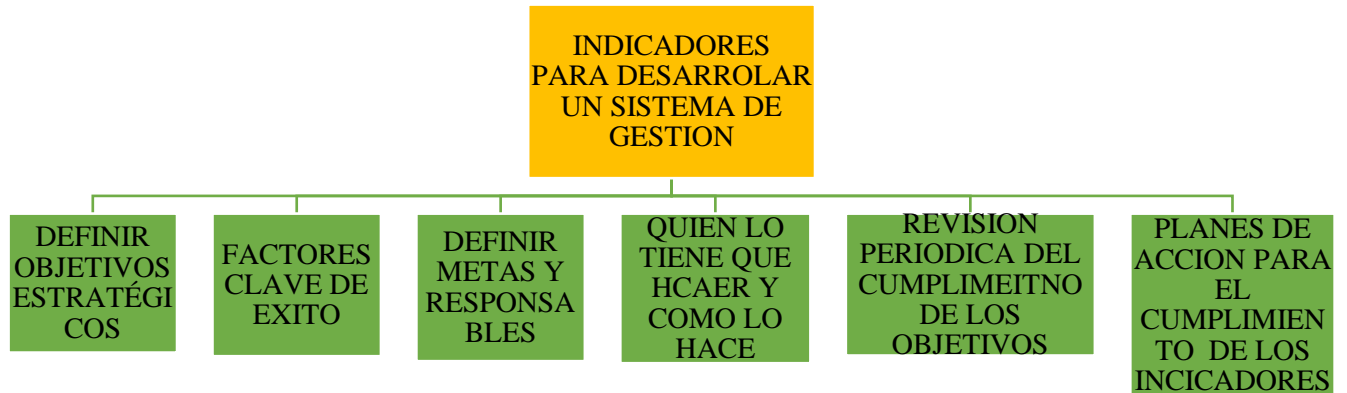 INDICADORES
PARA DESARROLAR
UN SISTEMA DE
GESTION
DEFINIR
OBJETIVOS
ESTRATÉGI
COS
FACTORES
CLAVE DE
EXITO
DEFINIR
METAS Y
RESPONSA
BLES
QUIEN LO
TIENE QUE
HCAER Y
COMO LO
HACE
REVISION
PERIODICA DEL
CUMPLIMEITNO
DE LOS
OBJETIVOS
PLANES DE
ACCION PARA
EL
CUMPLIMIEN
TO DE LOS
INCICADORES